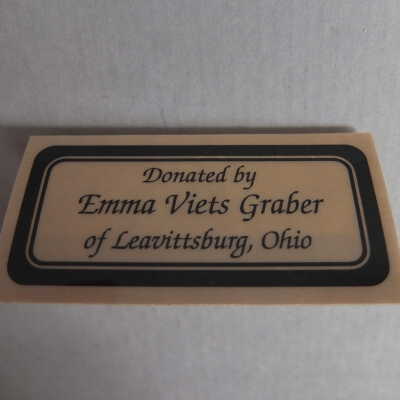 Donated by
Emma Viets Graber
of Leavittsburg, Ohio